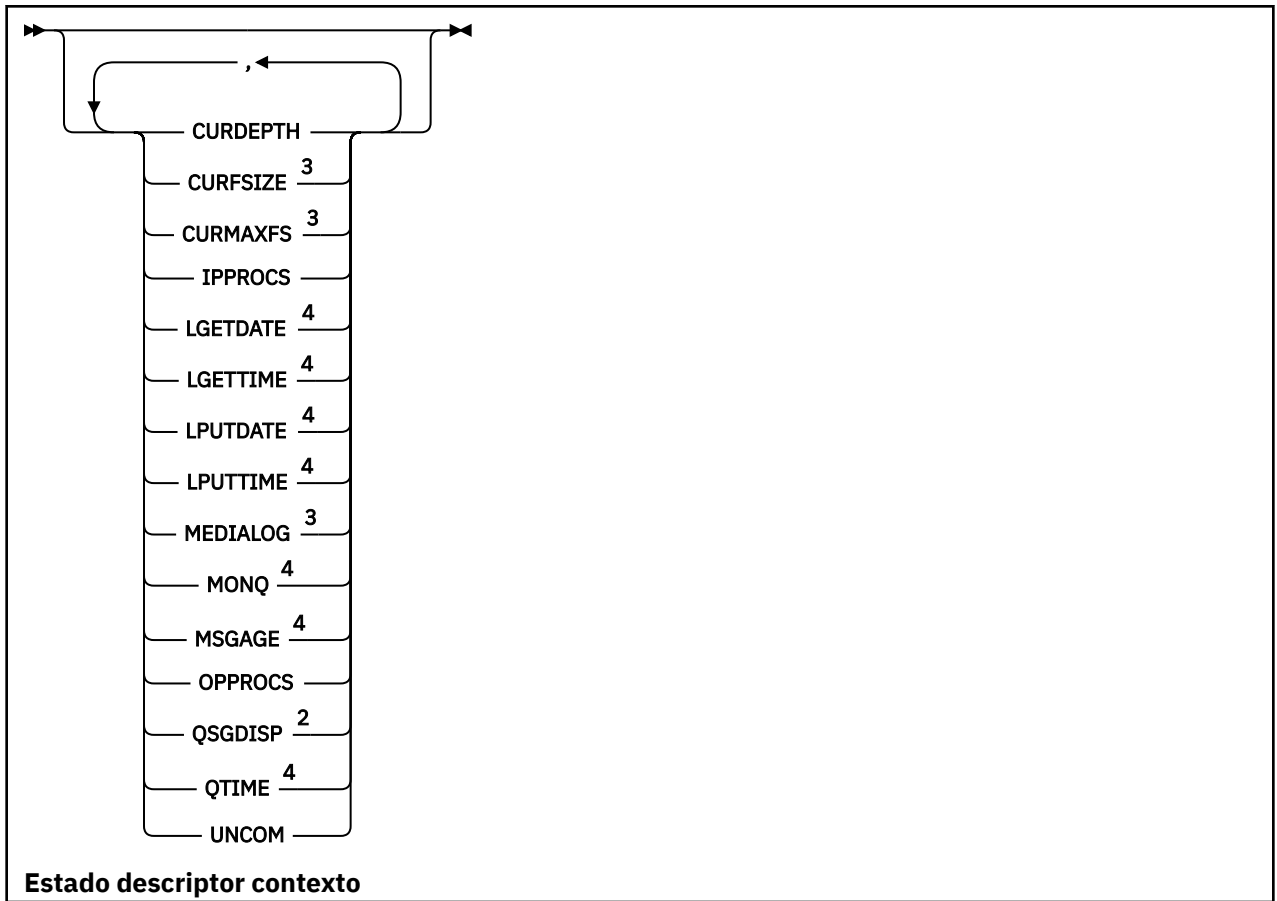 ,
CURDEPTH
CURFSIZE 3
CURMAXFS 3
IPPROCS
LGETDATE 4
LGETTIME 4
LPUTDATE 4
LPUTTIME 4
MEDIALOG 3
MONQ 4
MSGAGE 4
OPPROCS
QSGDISP 2
QTIME 4
UNCOM
Estado descriptor contexto